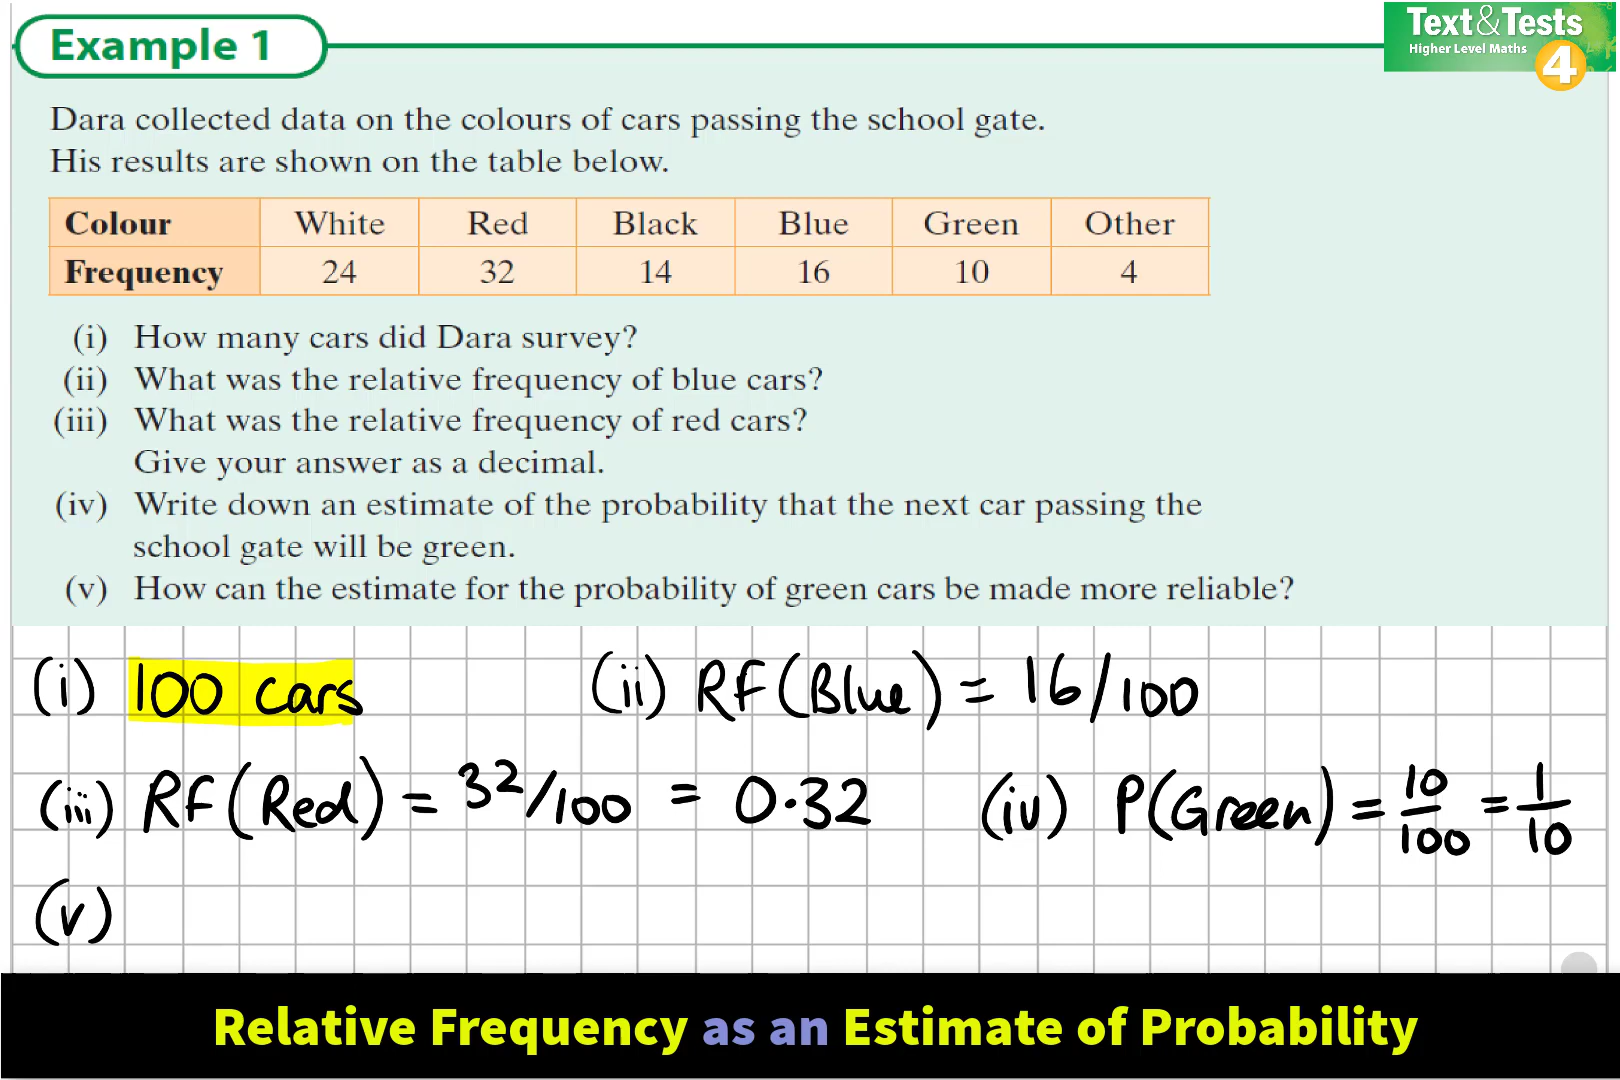 Example 1
Text&Tests
Higher Level Maths
4
Dara collected data on the colours of cars passing the school gate.
His results are shown on the table below.
Colour White Red Black Blue Green Other
Frequency 24 32 14 16 10 4
(i) How many cars did Dara survey?
(ii) What was the relative frequency of blue cars?
(iii) What was the relative frequency of red cars?
Give your answer as a decimal.
(iv) Write down an estimate of the probability that the next car passing the
school gate will be green.
(v) How can the estimate for the probability of green cars be made more reliable?
(i) 100 cars (ii) RF(Blue) = 16/100
(iii) RF(Red) = 32/100 = 0·32 (iv) P(Green) = 10/100 = 1/10
(v)
Relative Frequency as an Estimate of Probability